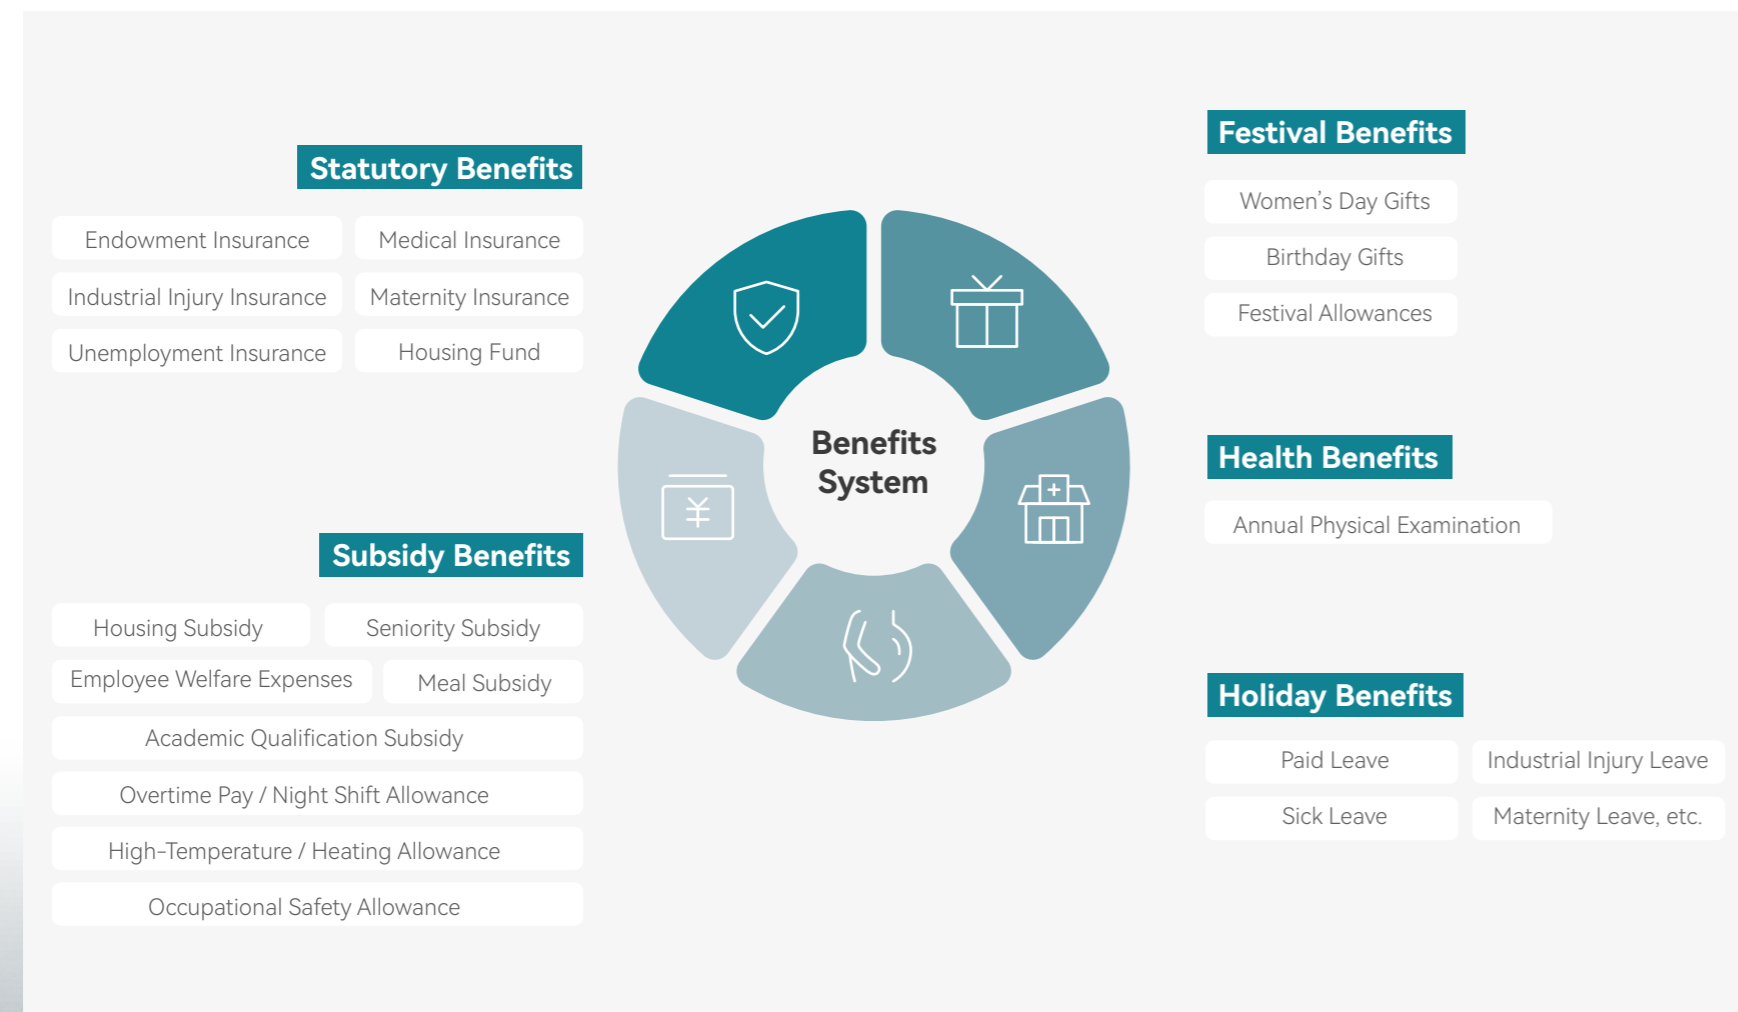 Statutory Benefits
Endowment Insurance
Medical Insurance
Industrial Injury Insurance
Maternity Insurance
Unemployment Insurance
Housing Fund
Subsidy Benefits
Housing Subsidy
Seniority Subsidy
Employee Welfare Expenses
Meal Subsidy
Academic Qualification Subsidy
Overtime Pay / Night Shift Allowance
High-Temperature / Heating Allowance
Occupational Safety Allowance
Benefits
System
¥
Festival Benefits
Women’s Day Gifts
Birthday Gifts
Festival Allowances
Health Benefits
Annual Physical Examination
Holiday Benefits
Paid Leave
Industrial Injury Leave
Sick Leave
Maternity Leave, etc.